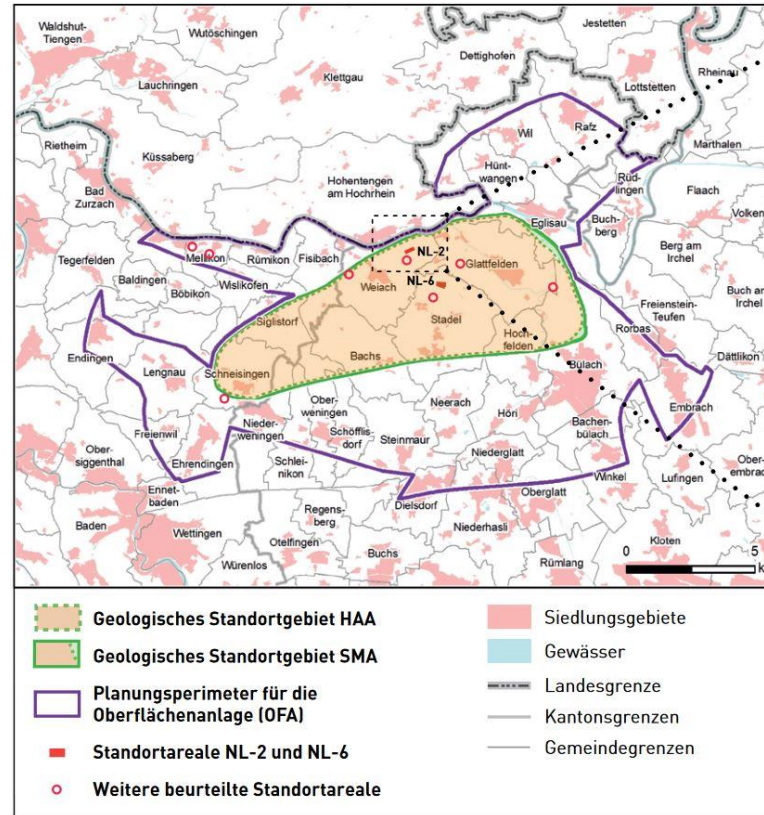 Waldshut-
Tiengen
Wutöschingen
Jestetten
Dettighofen
Rheinau
Klettgau
Lottstetten
Lauchringen
Wil
Rafz
Marthalen
Rietheim
Küssaberg
Hünt-
wangen
Rüd-
lingen
Hohentengen
am Hochrhein
Flaach
Bad
Zurzach
Eglisau
Buch-
berg
Volken
NL-2
Berg am
Irchel
Tegerfelden
Mellikon
Rümikon
Fisibach
Glattfelden
Wislikofen
Baldingen
Böbikon
Weiach
NL-6
Buch am
Irchel
Freienstein-
Teufen
Siglistorf
Stadel
Hoch-
felden
Rorbas
Endingen
Bachs
Dättlikon
Lengnau
Schneisingen
Bülach
Embrach
Ober-
weningen
Neerach
Höri
Freienwil
Nieder-
weningen
Schöfflis-
dorf
Steinmaur
Bachen-
bülach
Ober-
siggenthal
Ehrendingen
Schlei-
nikon
Niederglatt
Winkel
Lufingen
Ober-
embrach
Ennet-
baden
Dielsdorf
Oberglatt
Baden
Wettingen
Regens-
berg
Niederhasli
Otelfingen
Buchs
Kloten
Würenlos
Rümlang
0 5
k
Geologisches Standortgebiet HAA
Geologisches Standortgebiet SMA
Planungsperimeter für die
Oberflächenanlage (OFA)
Standortareale NL-2 und NL-6
Weitere beurteilte Standortareale
Siedlungsgebiete
Gewässer
Landesgrenze
Kantonsgrenzen
Gemeindegrenzen